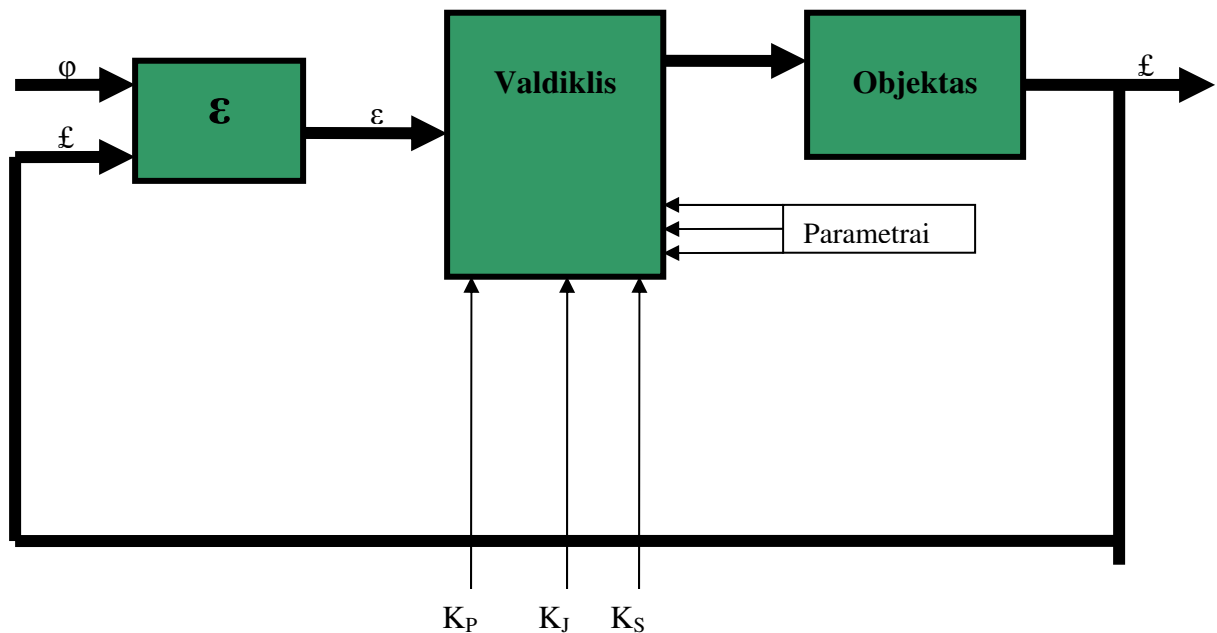 φ
£
ε
ε
Valdiklis
Objektas
£
Parametrai
K_P K_J K_S